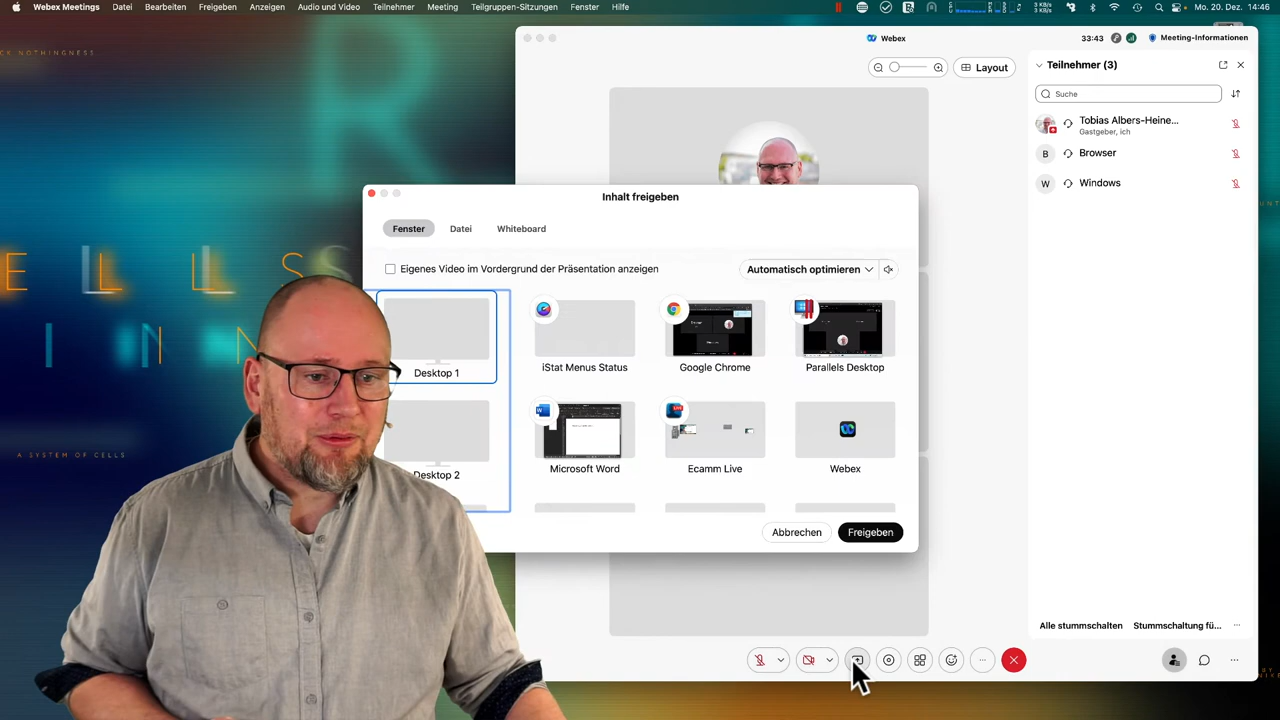 Webex Meetings Datei Bearbeiten Freigeben Anzeigen Audio und Video Teilnehmer Meeting Teilgruppen-Sitzungen Fenster Hilfe
Mo. 20. Dez. 14:46
CK NOTHINGNESS
Webex
33:43
Meeting-Informationen
Layout
Teilnehmer (3)
Suche
Tobias Albers-Heine...
Gastgeber, ich
B Browser
W Windows
Inhalt freigeben
Fenster Datei Whiteboard
Eigenes Video im Vordergrund der Präsentation anzeigen
Automatisch optimieren
Desktop 1
iStat Menus Status
Google Chrome
Parallels Desktop
Desktop 2
Microsoft Word
Ecamm Live
Webex
Abbrechen
Freigeben
A SYSTEM OF CELLS
Alle stummschalten
Stummschaltung fü...